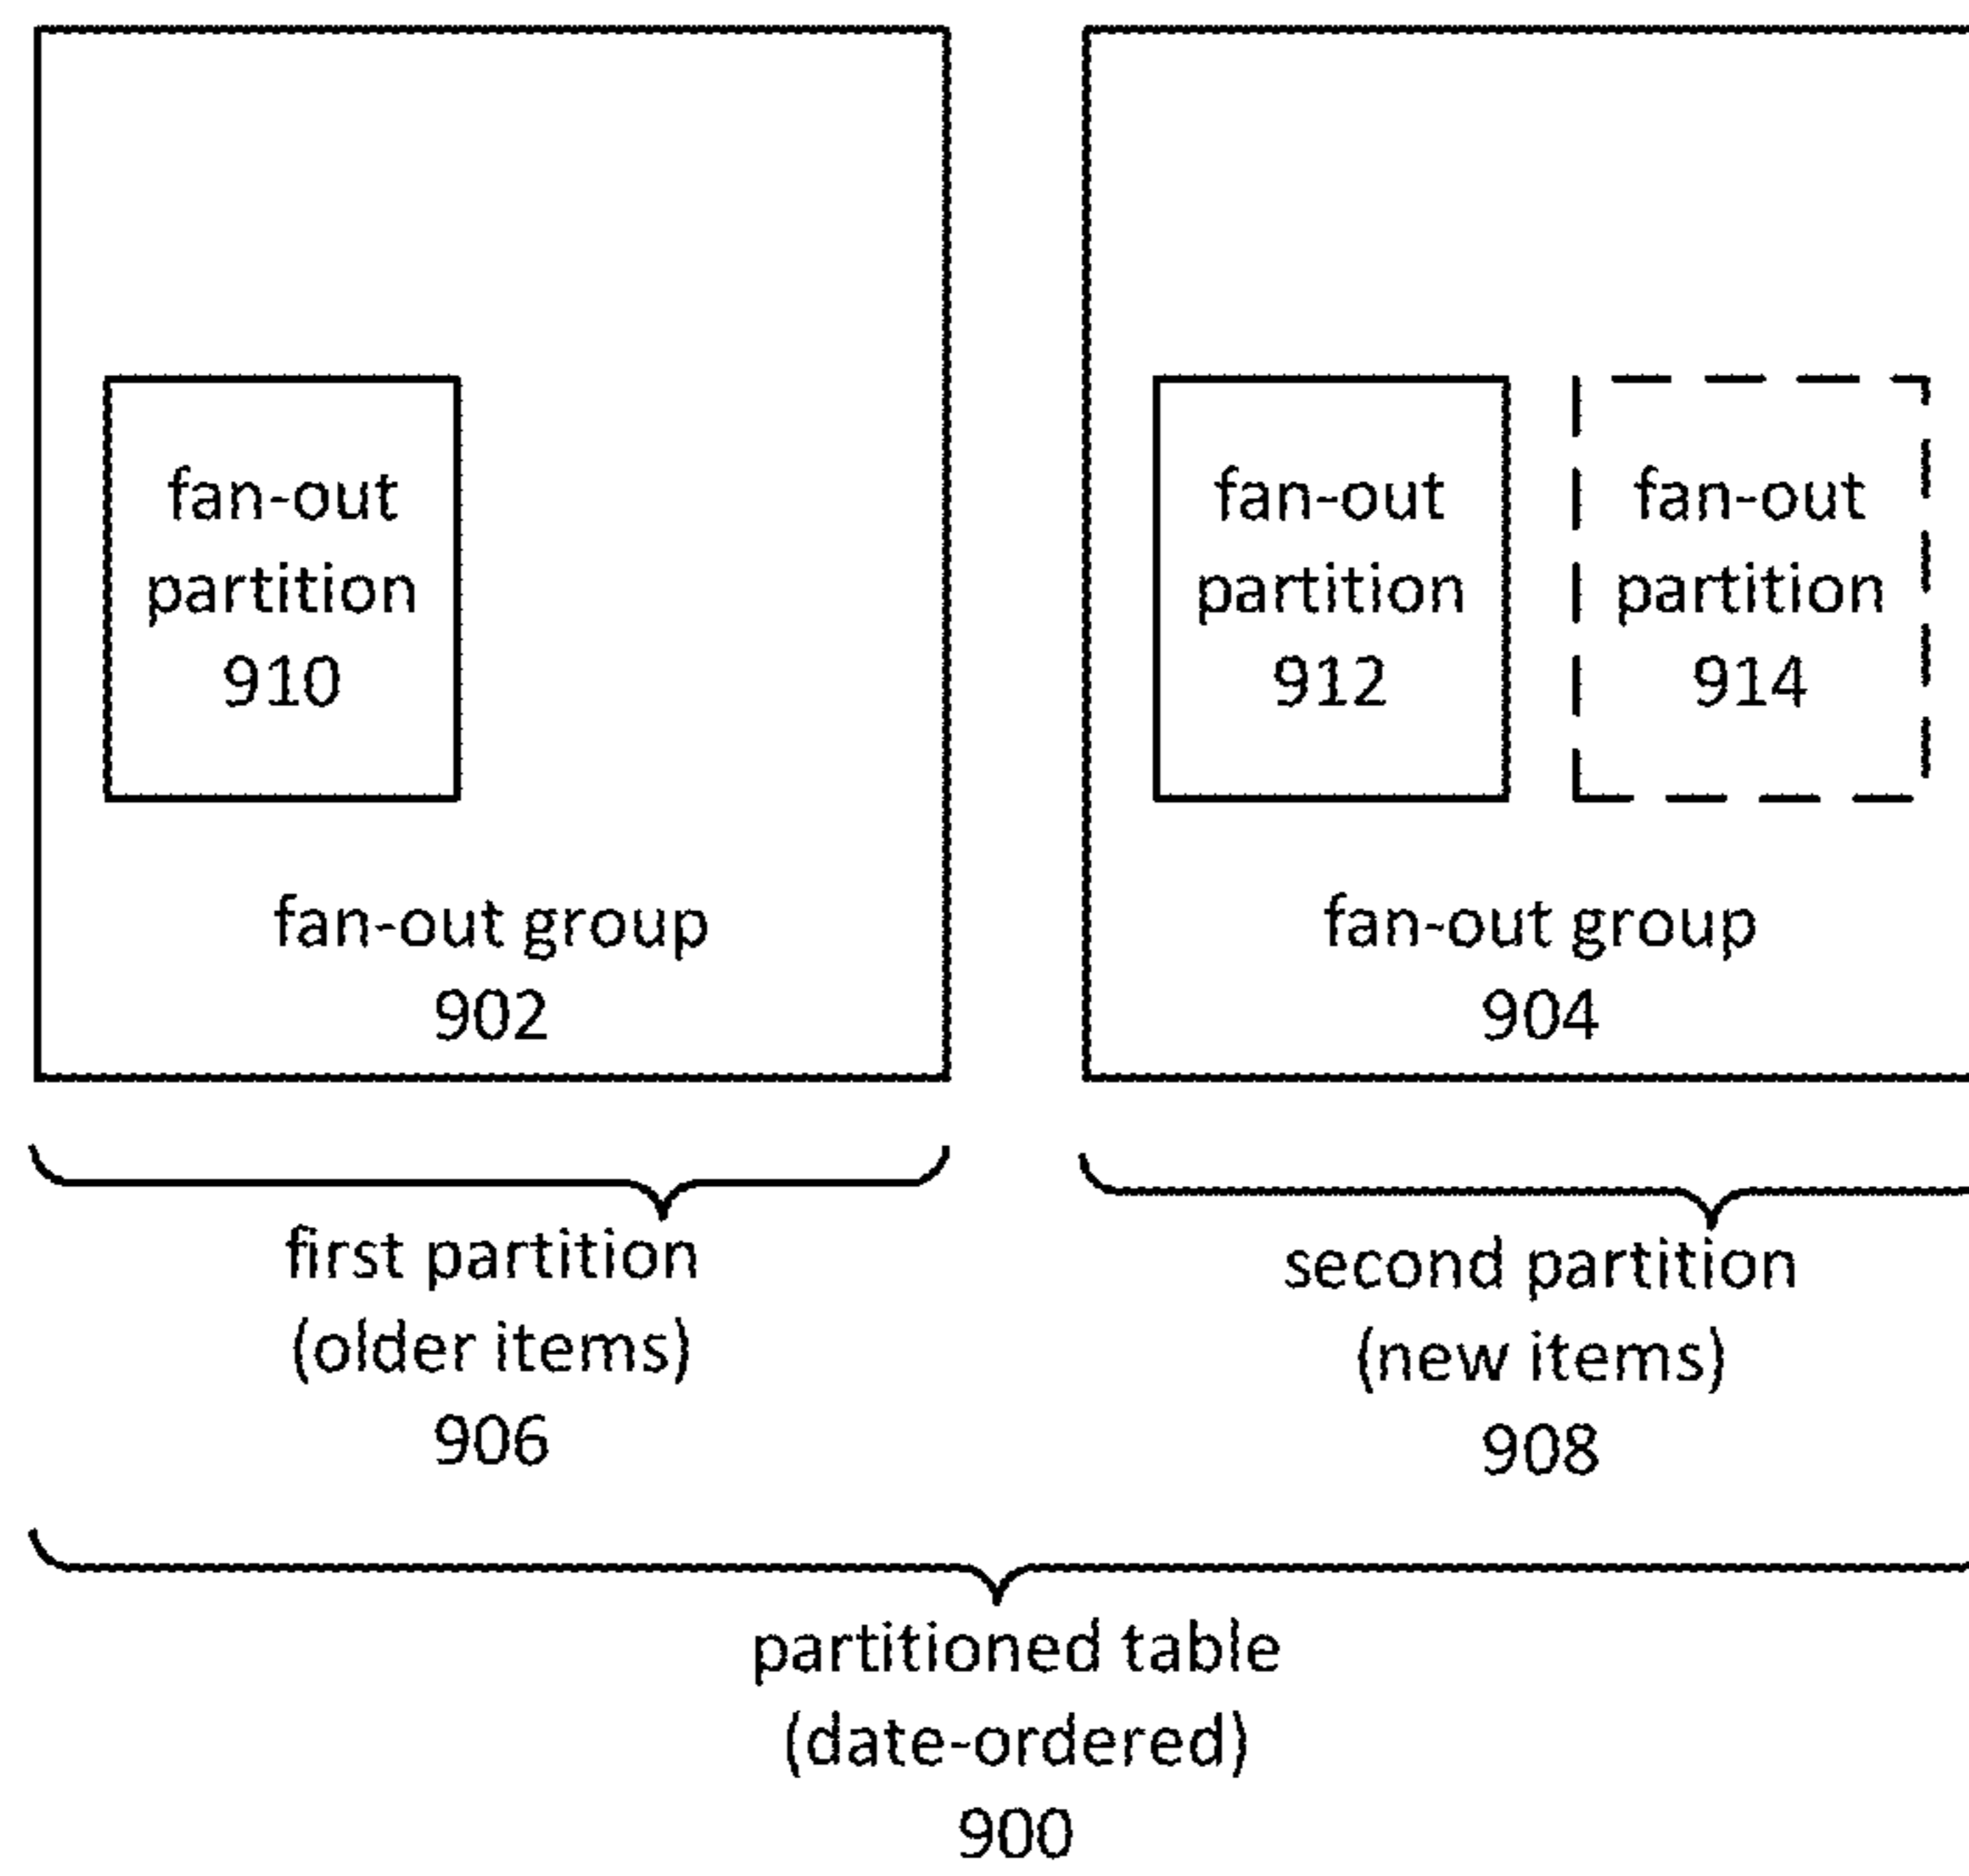 fan-out
partition
910
fan-out
partition
912
fan-out
partition
914
fan-out group
902
fan-out group
904
first partition
(older items)
906
second partition
(new items)
908
partitioned table
(date-ordered)
900